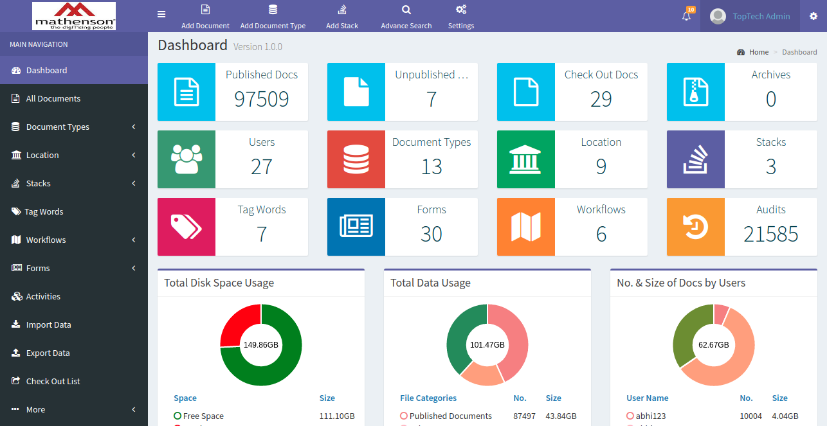 mathenson
the digitising people
Add Document
Add Document Type
Add Stack
Advance Search
Settings
10
TopTech Admin
MAIN NAVIGATION
Dashboard
All Documents
Document Types
Location
Stacks
Tag Words
Workflows
Forms
Activities
Import Data
Export Data
Check Out List
More
Dashboard Version 1.0.0
Home > Dashboard
Published Docs
97509
Unpublished ...
7
Check Out Docs
29
Archives
0
Users
27
Document Types
13
Location
9
Stacks
3
Tag Words
7
Forms
30
Workflows
6
Audits
21585
Total Disk Space Usage
149.86GB
Space Size
Free Space 111.10GB
Total Data Usage
101.47GB
File Categories No. Size
Published Documents 87497 43.84GB
No. & Size of Docs by Users
62.67GB
User Name No. Size
abhi123 10004 4.04GB